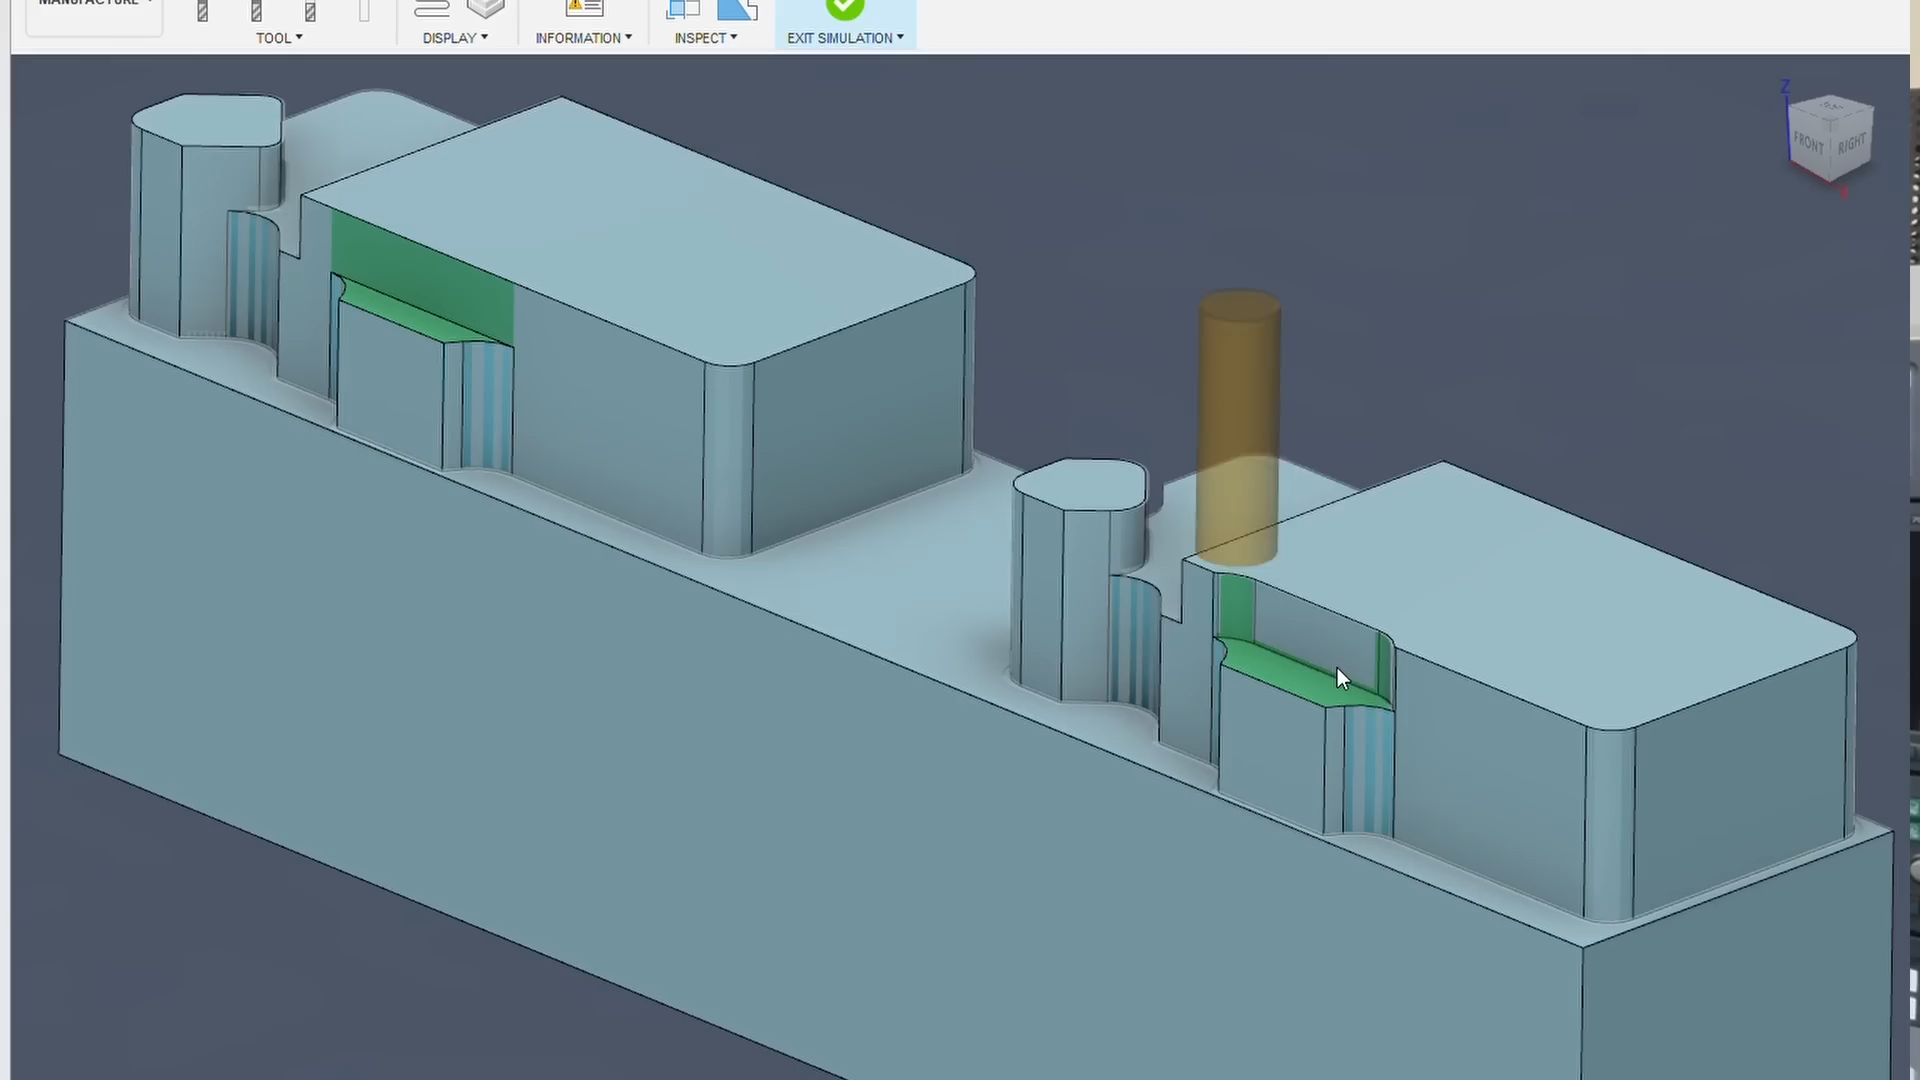 MANUFACTURE
TOOL
DISPLAY
INFORMATION
INSPECT
EXIT SIMULATION
Z
FRONT
RIGHT